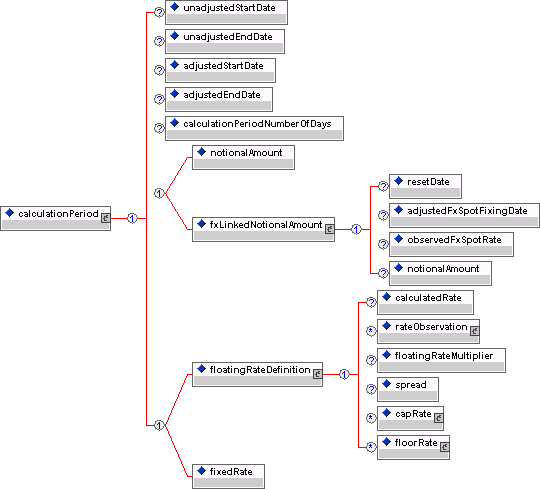 unadjustedStartDate
unadjustedEndDate
adjustedStartDate
adjustedEndDate
calculationPeriodNumberOfDays
notionalAmount
calculationPeriod
fxLinkedNotionalAmount
resetDate
adjustedFxSpotFixingDate
observedFxSpotRate
notionalAmount
floatingRateDefinition
calculatedRate
rateObservation
floatingRateMultiplier
spread
capRate
floorRate
fixedRate